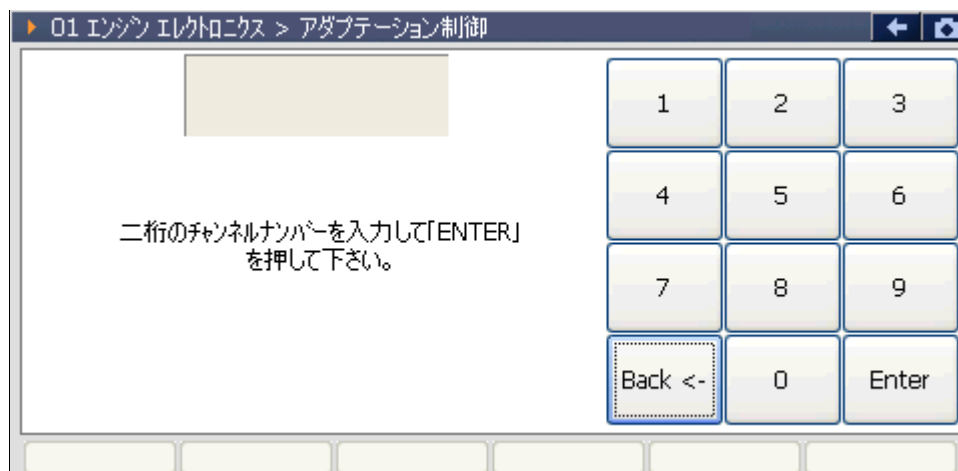 01 ｴﾝｼﾞﾝ ｴﾚｸﾄﾛﾆｸｽ > アダプテーション制御
1 2 3
4 5 6
二桁のﾁｬﾝﾈﾙﾅﾝﾊﾞｰを入力して｢ENTER｣
を押して下さい。
7 8 9
Back <- 0 Enter